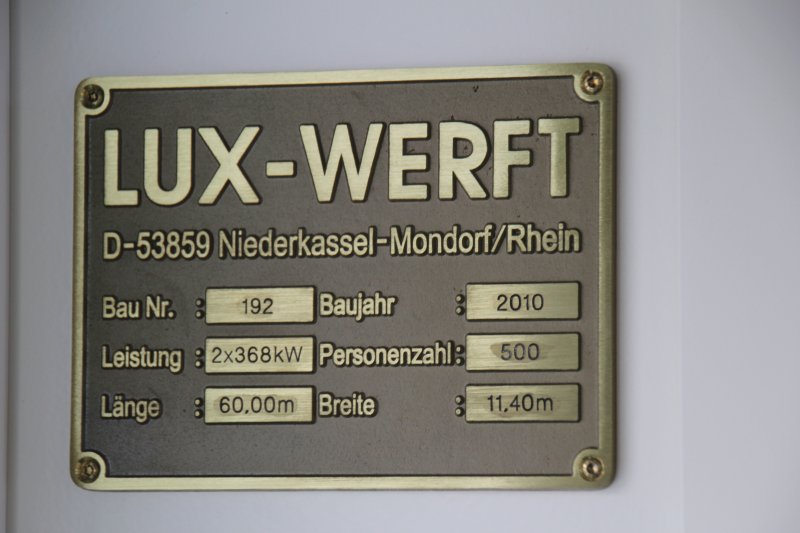 LUX-WERFT
D-53859 Niederkassel-Mondorf/Rhein
Bau Nr. : 192 Baujahr : 2010
Leistung : 2x368kW Personenzahl : 500
Länge : 60,00m Breite : 11,40m